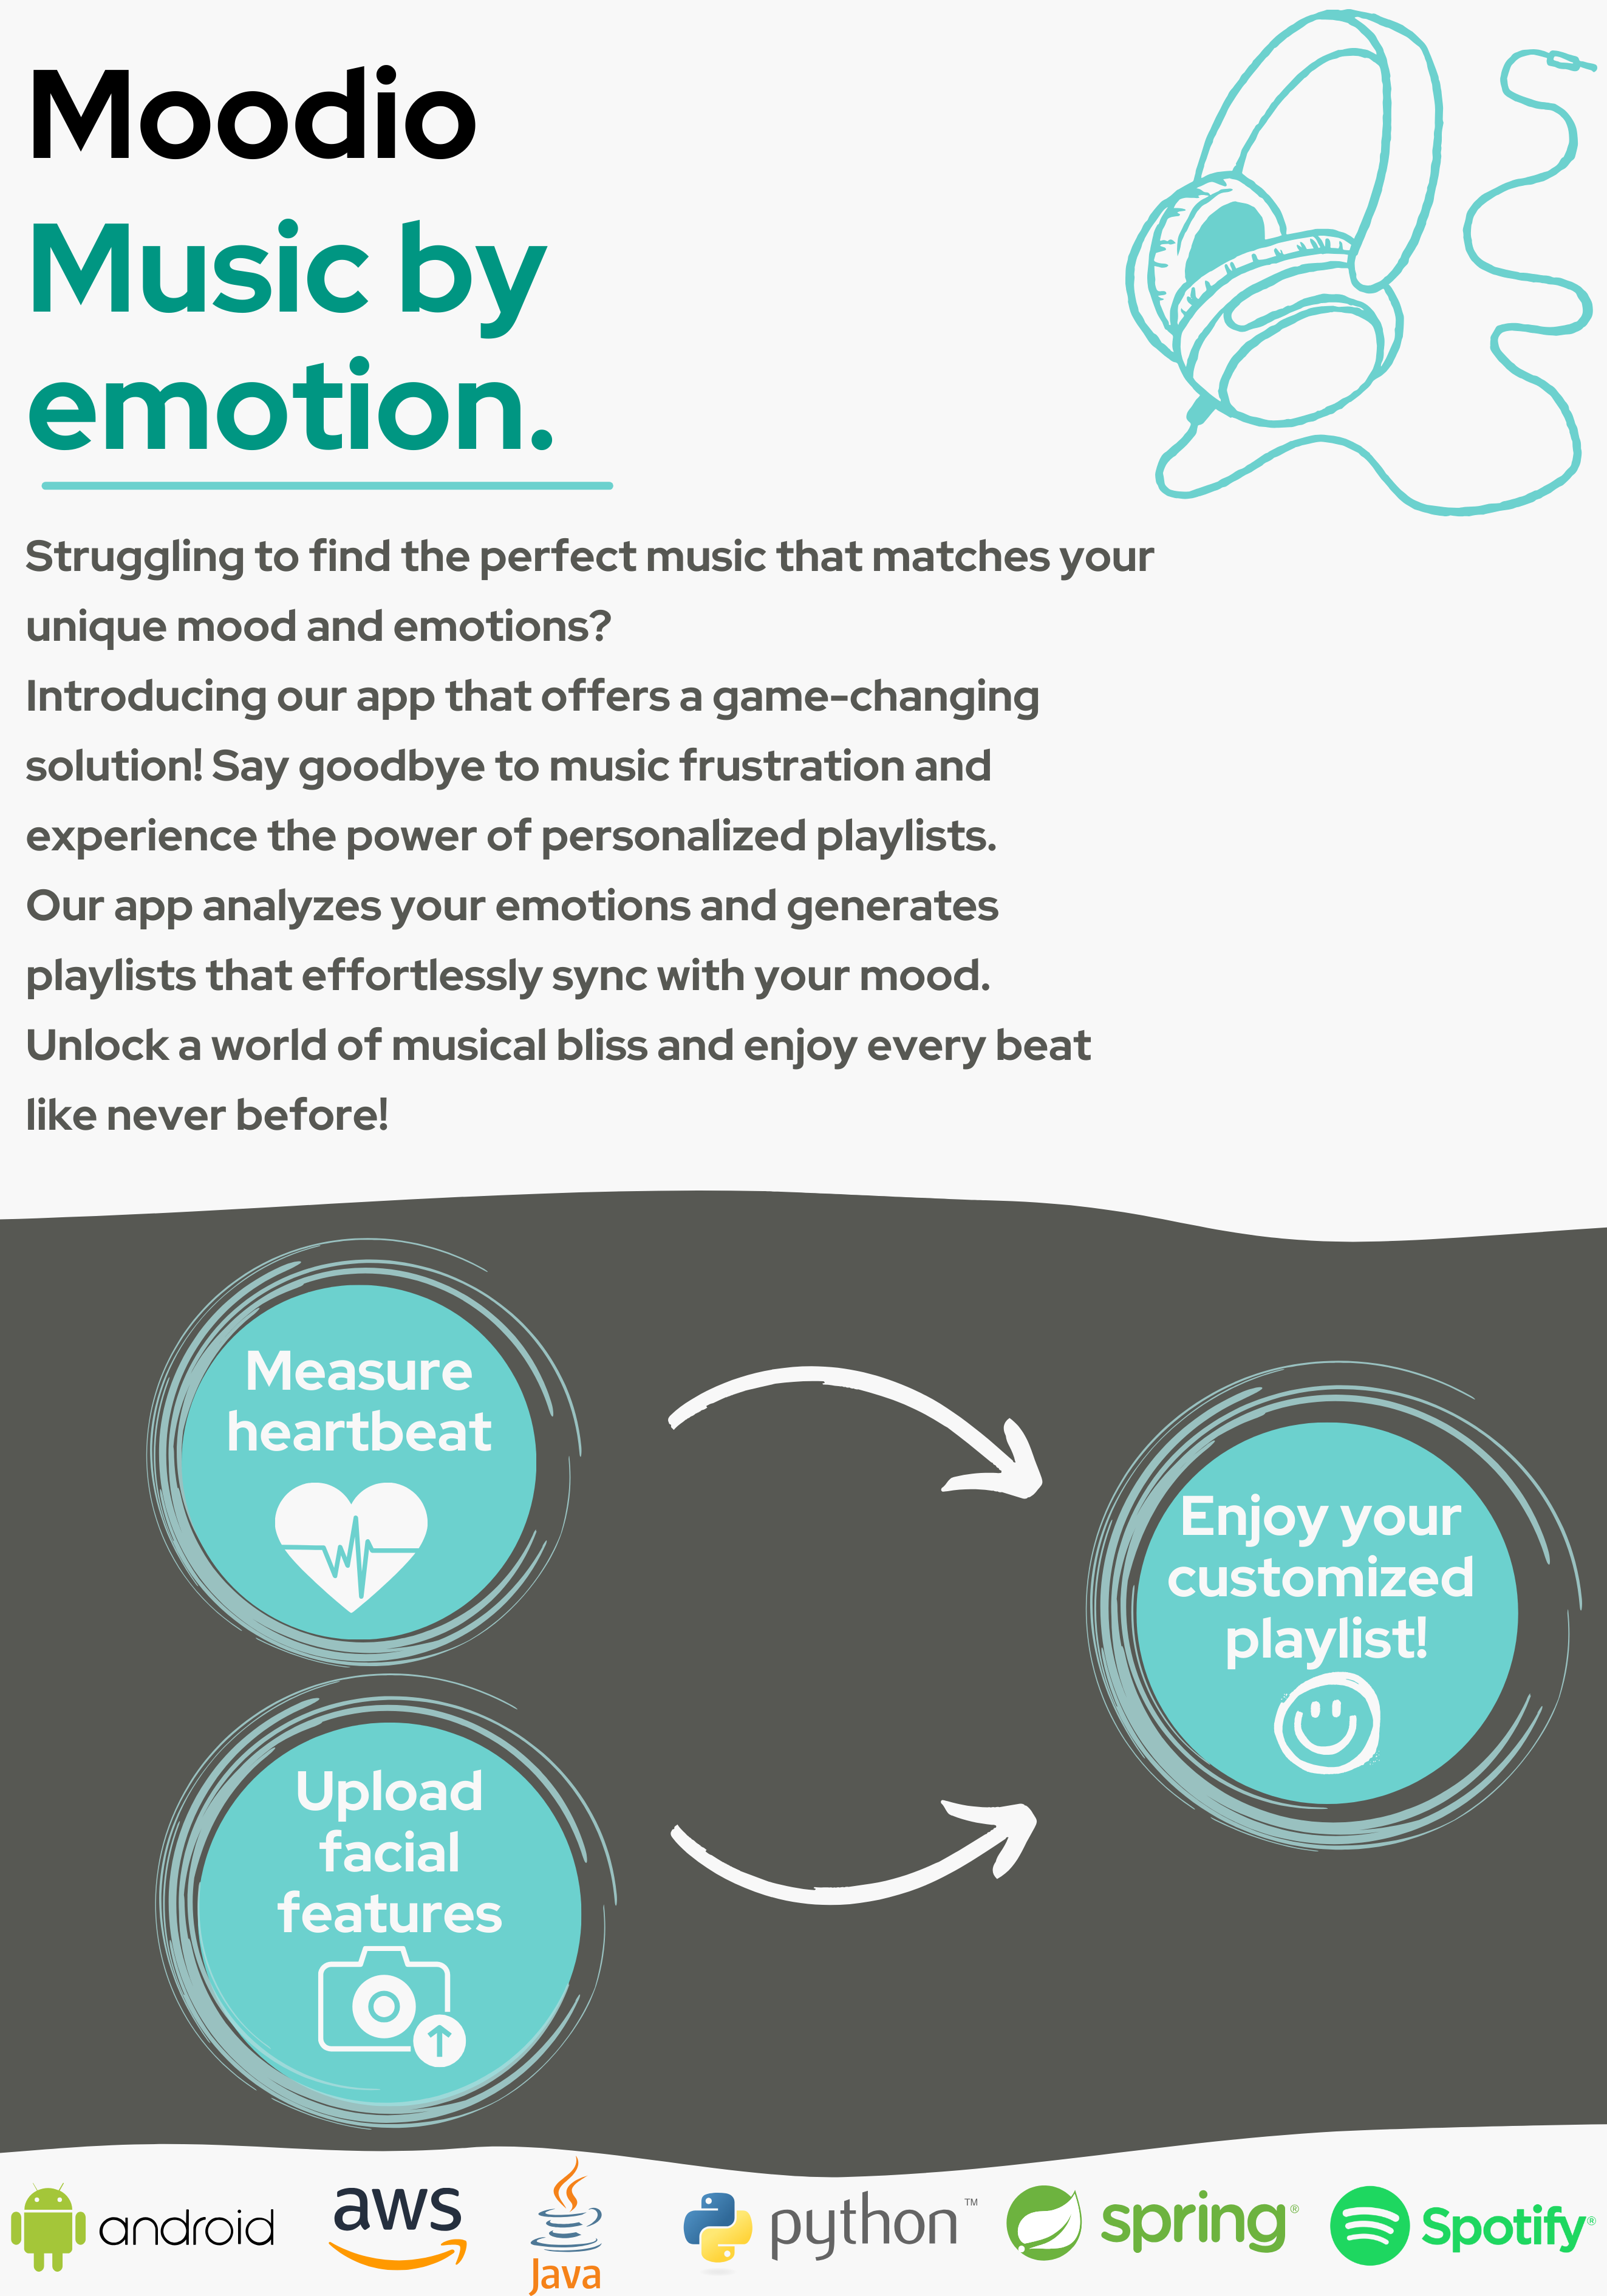 Moodio
Music by
emotion.
Struggling to find the perfect music that matches your
unique mood and emotions?
Introducing our app that offers a game-changing
solution! Say goodbye to music frustration and
experience the power of personalized playlists.
Our app analyzes your emotions and generates
playlists that effortlessly sync with your mood.
Unlock a world of musical bliss and enjoy every beat
like never before!
Measure
heartbeat
Enjoy your
customized
playlist!
Upload
facial
features
android
aws
Java
python™
spring®
Spotify®